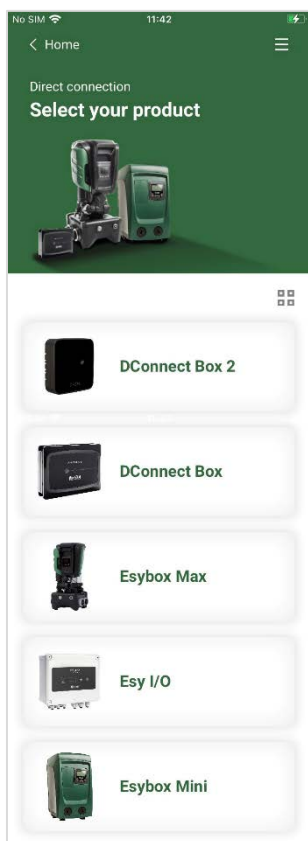 No SIM 11:42
Home
Direct connection
Select your product
DConnect Box 2
DConnect Box
Esybox Max
Esy I/O
Esybox Mini